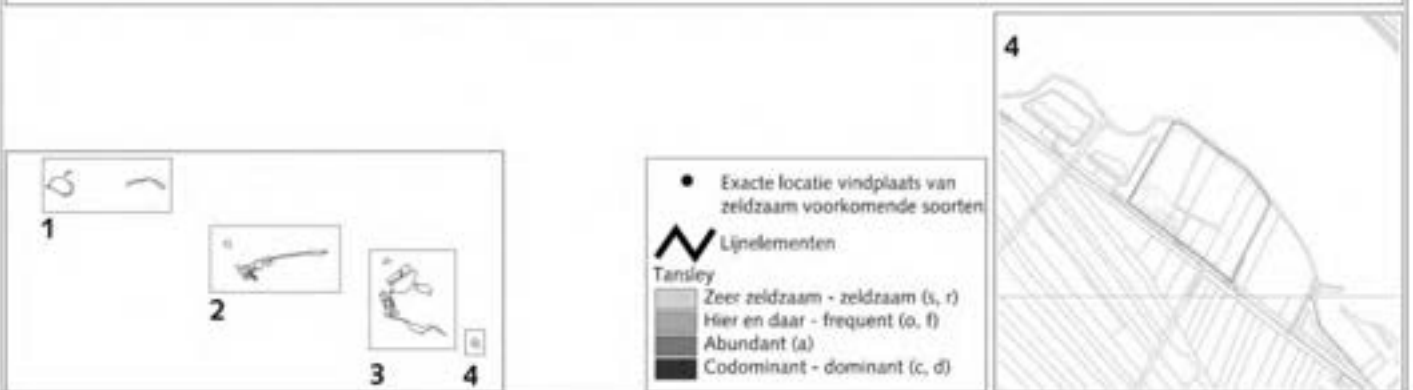 4
1
2
3
4
Exacte locatie vindplaats van
zeldzaam voorkomende soorten
Lijnelementen
Tansley
Zeer zeldzaam - zeldzaam (s, r)
Hier en daar - frequent (o, f)
Abundant (a)
Codominant - dominant (c, d)